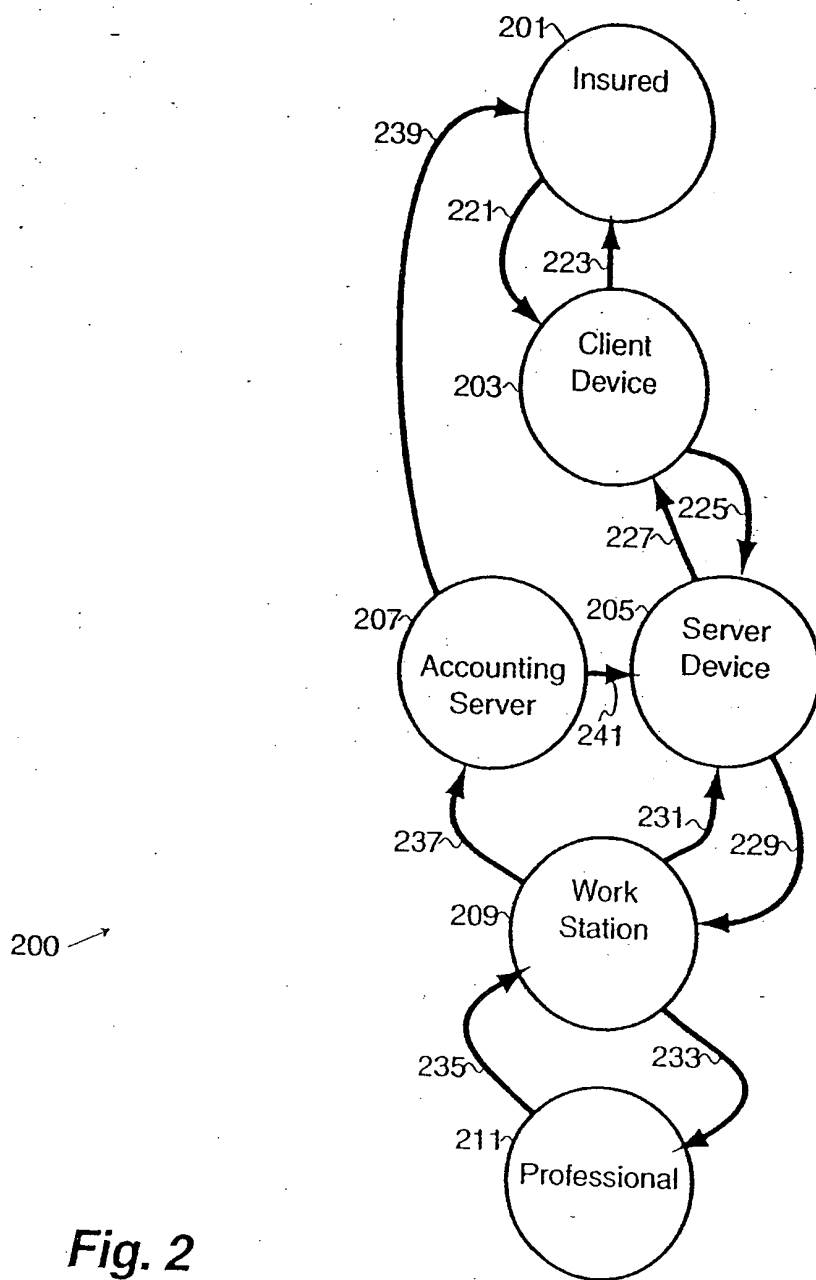 201
Insured
239
221
223
Client
Device
203
225
227
205
207
Server
Device
Accounting
Server
241
231
237
229
Work
Station
209
200
235
233
211
Professional
Fig. 2